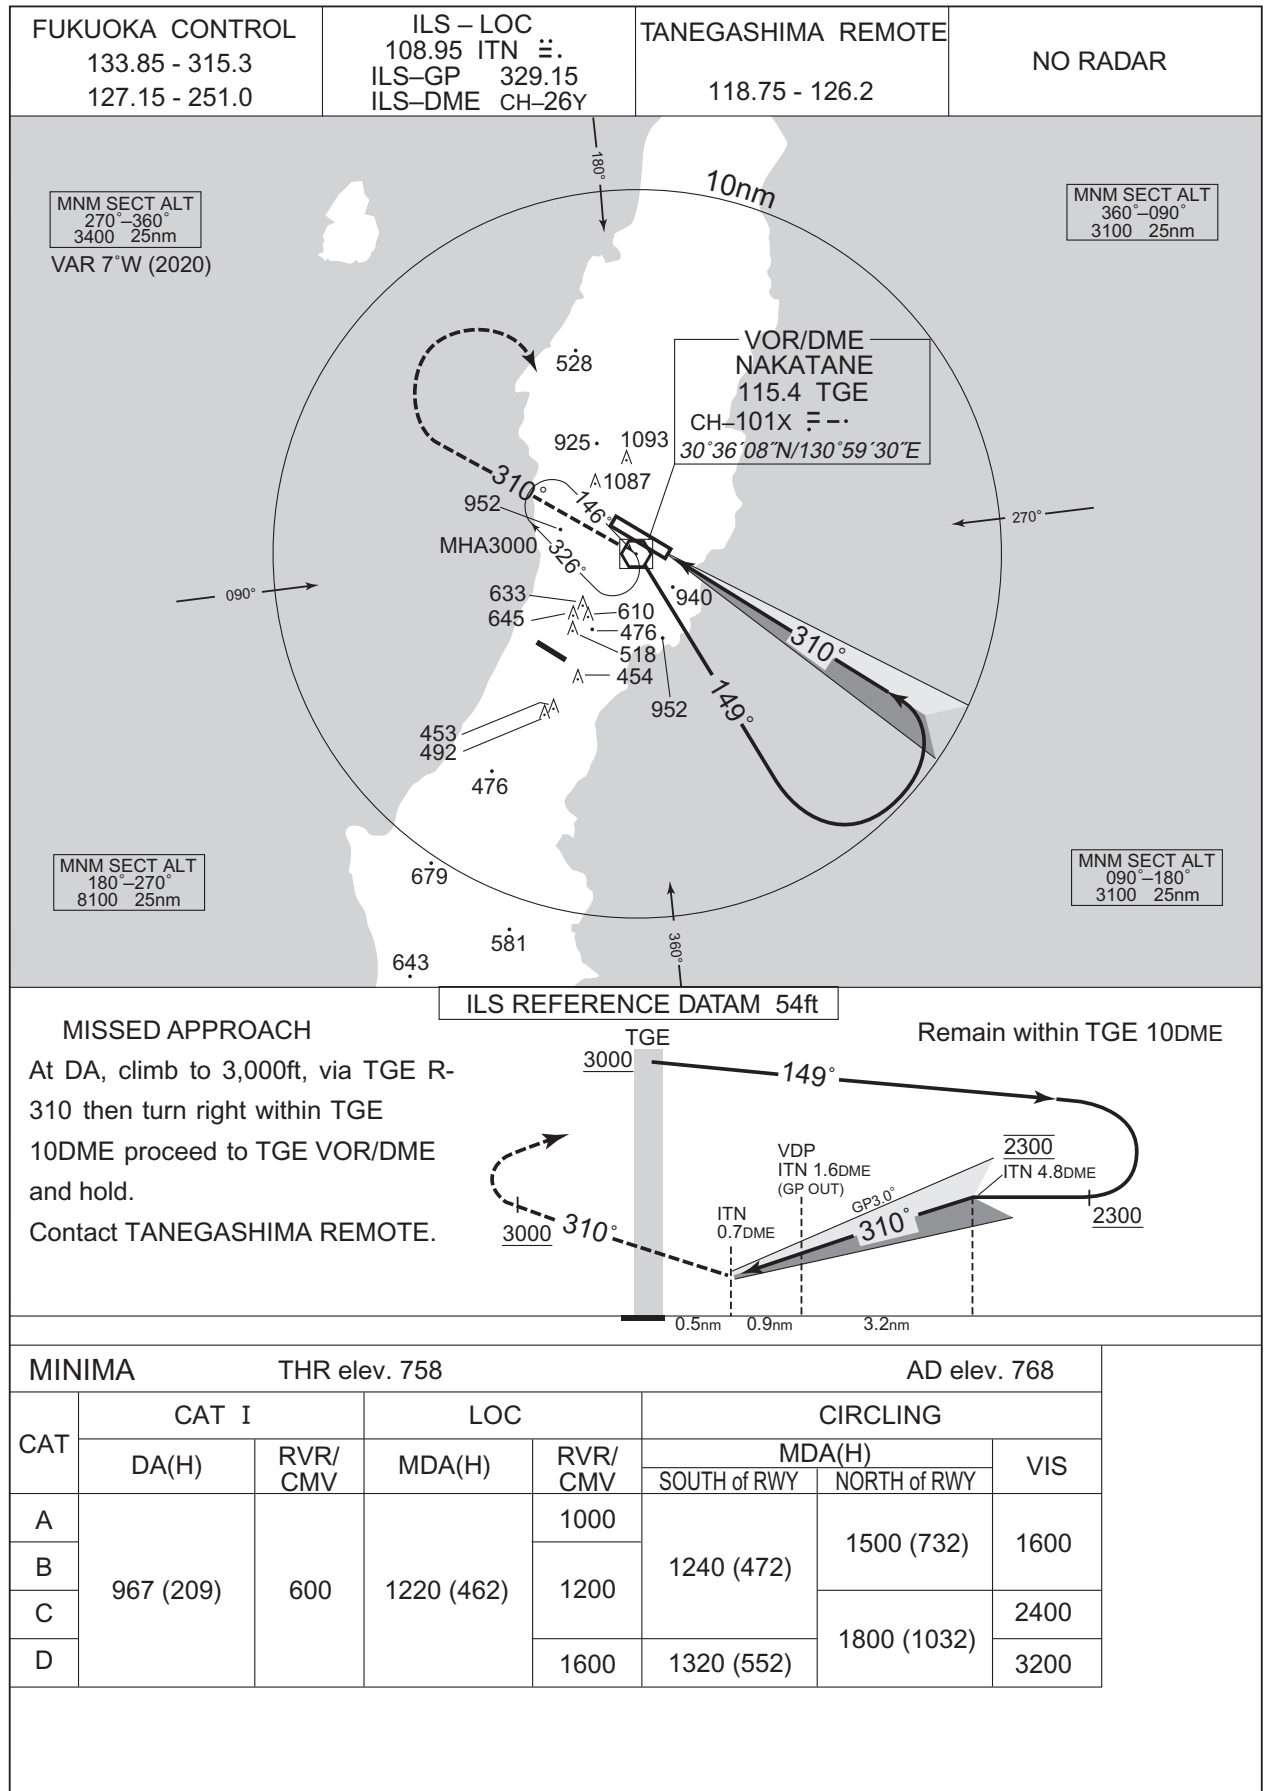 FUKUOKA CONTROL
133.85 - 315.3
127.15 - 251.0
ILS – LOC
108.95 ITN
ILS–GP 329.15
ILS–DME CH–26Y
TANEGASHIMA REMOTE
118.75 - 126.2
NO RADAR
MNM SECT ALT
270°–360°
3400 25nm
VAR 7°W (2020)
180°
10nm
MNM SECT ALT
360°–090°
3100 25nm
VOR/DME
NAKATANE
115.4 TGE
CH–101X
30°36´08˝N/130°59´30˝E
528
925
1093
1087
310°
146°
952
MHA3000
326°
270°
090°
633
645
610
476
518
454
940
952
310°
149°
453
492
476
679
581
643
360°
MNM SECT ALT
180°–270°
8100 25nm
MNM SECT ALT
090°–180°
3100 25nm
ILS REFERENCE DATAM 54ft
MISSED APPROACH
At DA, climb to 3,000ft, via TGE R-
310 then turn right within TGE
10DME proceed to TGE VOR/DME
and hold.
Contact TANEGASHIMA REMOTE.
TGE
Remain within TGE 10DME
3000
149°
VDP
ITN 1.6DME
(GP OUT)
2300
ITN 4.8DME
GP3.0°
310°
2300
ITN
0.7DME
3000
310°
0.5nm 0.9nm 3.2nm
MINIMA THR elev. 758 AD elev. 768
CAT
CAT I
LOC
CIRCLING
DA(H)
RVR/
CMV
MDA(H)
RVR/
CMV
MDA(H)
SOUTH of RWY NORTH of RWY
VIS
A
B
C
D
967 (209)
600
1220 (462)
1000
1200
1600
1240 (472)
1320 (552)
1500 (732)
1800 (1032)
1600
2400
3200